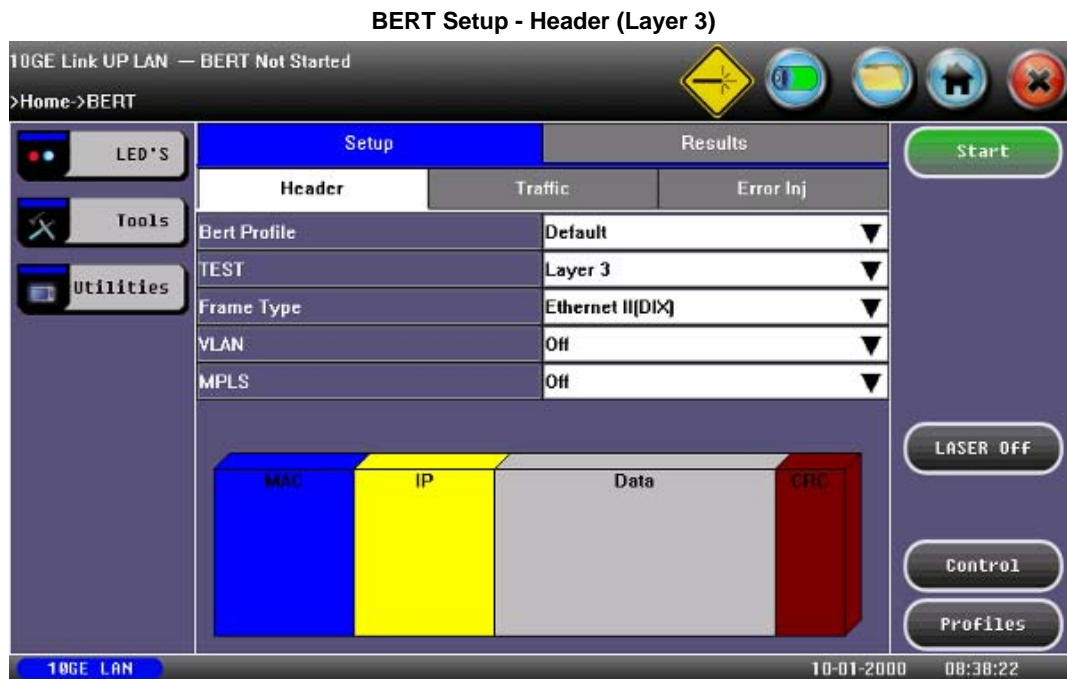 BERT Setup - Header (Layer 3)
10GE Link UP LAN — BERT Not Started
>Home->BERT
LED'S
Tools
Utilities
Setup
Results
Header
Traffic
Error Inj
Bert Profile
Default
TEST
Layer 3
Frame Type
Ethernet II(DIX)
VLAN
Off
MPLS
Off
MAC
IP
Data
CRC
Start
LASER Off
Control
Profiles
10GE LAN
10-01-2000 08:38:22